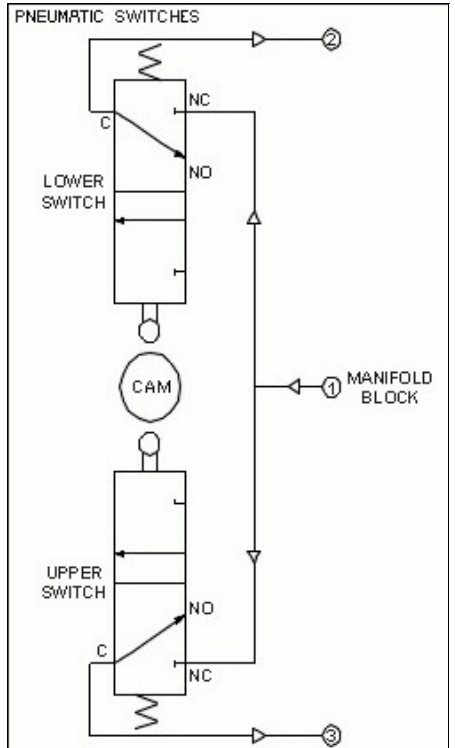 PNEUMATIC SWITCHES
2
NC
C
NO
LOWER
SWITCH
CAM
1
MANIFOLD
BLOCK
UPPER
SWITCH
NO
C
NC
3